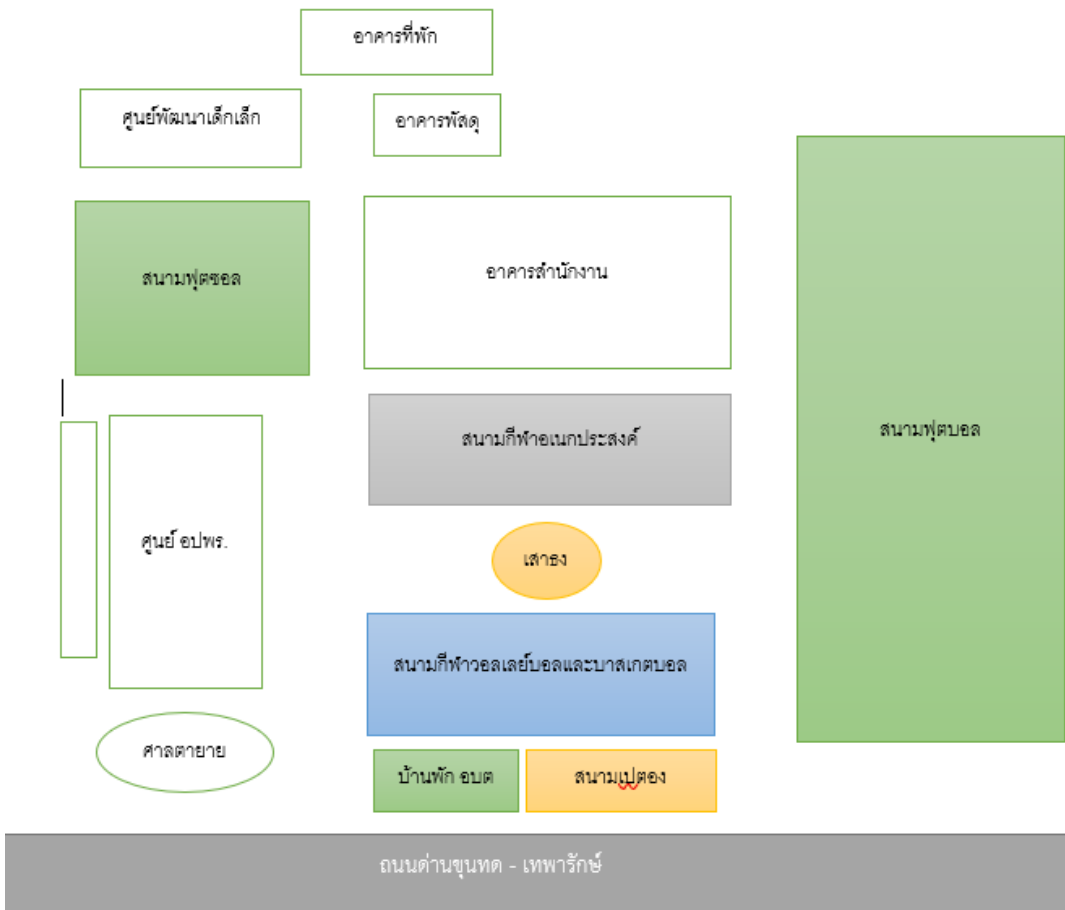 อาคารที่พัก
ศูนย์พัฒนาเด็กเล็ก
อาคารพัสดุ
สนามฟุตซอล
อาคารสำนักงาน
สนามฟุตบอล
สนามกีฬาอเนกประสงค์
ศูนย์ อปพร.
เสาธง
สนามกีฬาวอลเลย์บอลและบาสเกตบอล
ศาลตายาย
บ้านพัก อบต
สนามเปตอง
ถนนด่านขุนทด - เทพารักษ์